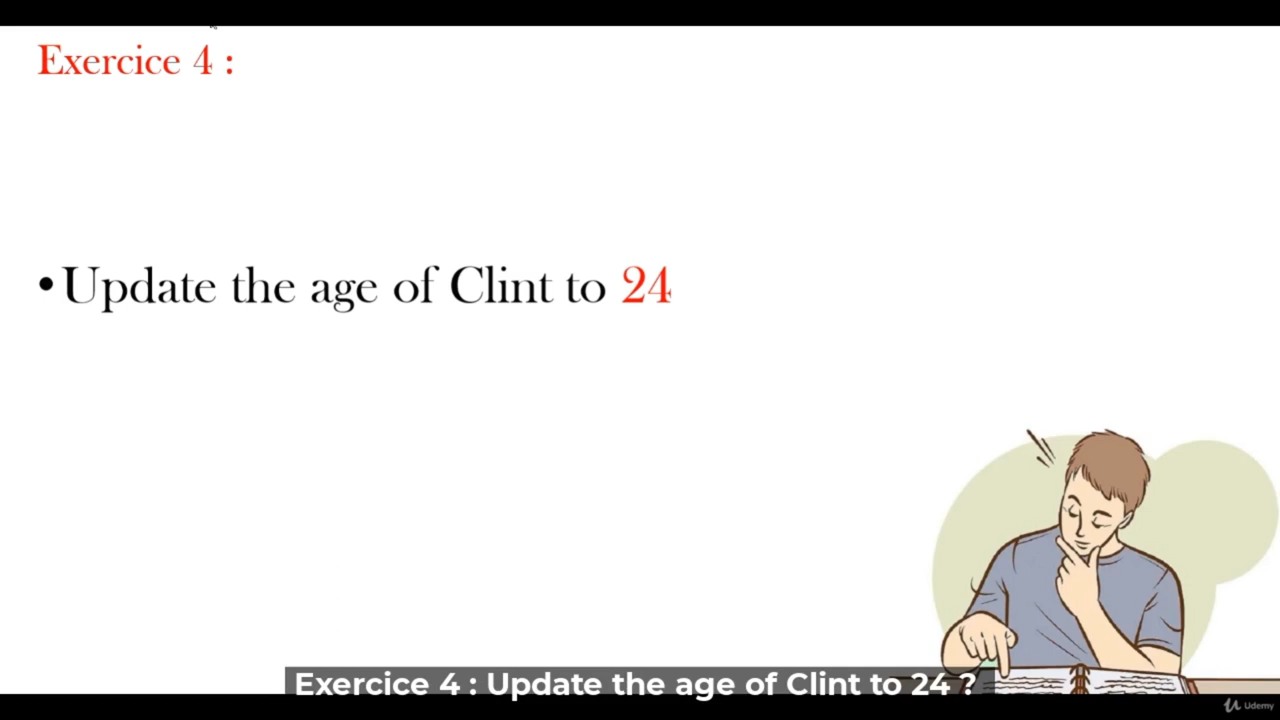 Exercice 4 :
•Update the age of Clint to 24
Exercice 4 : Update the age of Clint to 24 ?
Udemy